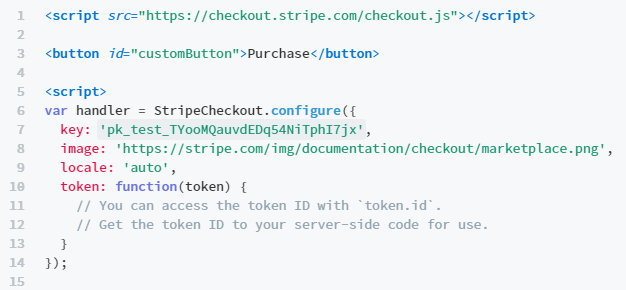 1 <script src="https://checkout.stripe.com/checkout.js"></script>
2
3 <button id="customButton">Purchase</button>
4
5 <script>
6 var handler = StripeCheckout.configure({
7   key: 'pk_test_TYooMQauvdEDq54NiTphI7jx',
8   image: 'https://stripe.com/img/documentation/checkout/marketplace.png',
9   locale: 'auto',
10   token: function(token) {
11     // You can access the token ID with `token.id`.
12     // Get the token ID to your server-side code for use.
13   }
14 });
15